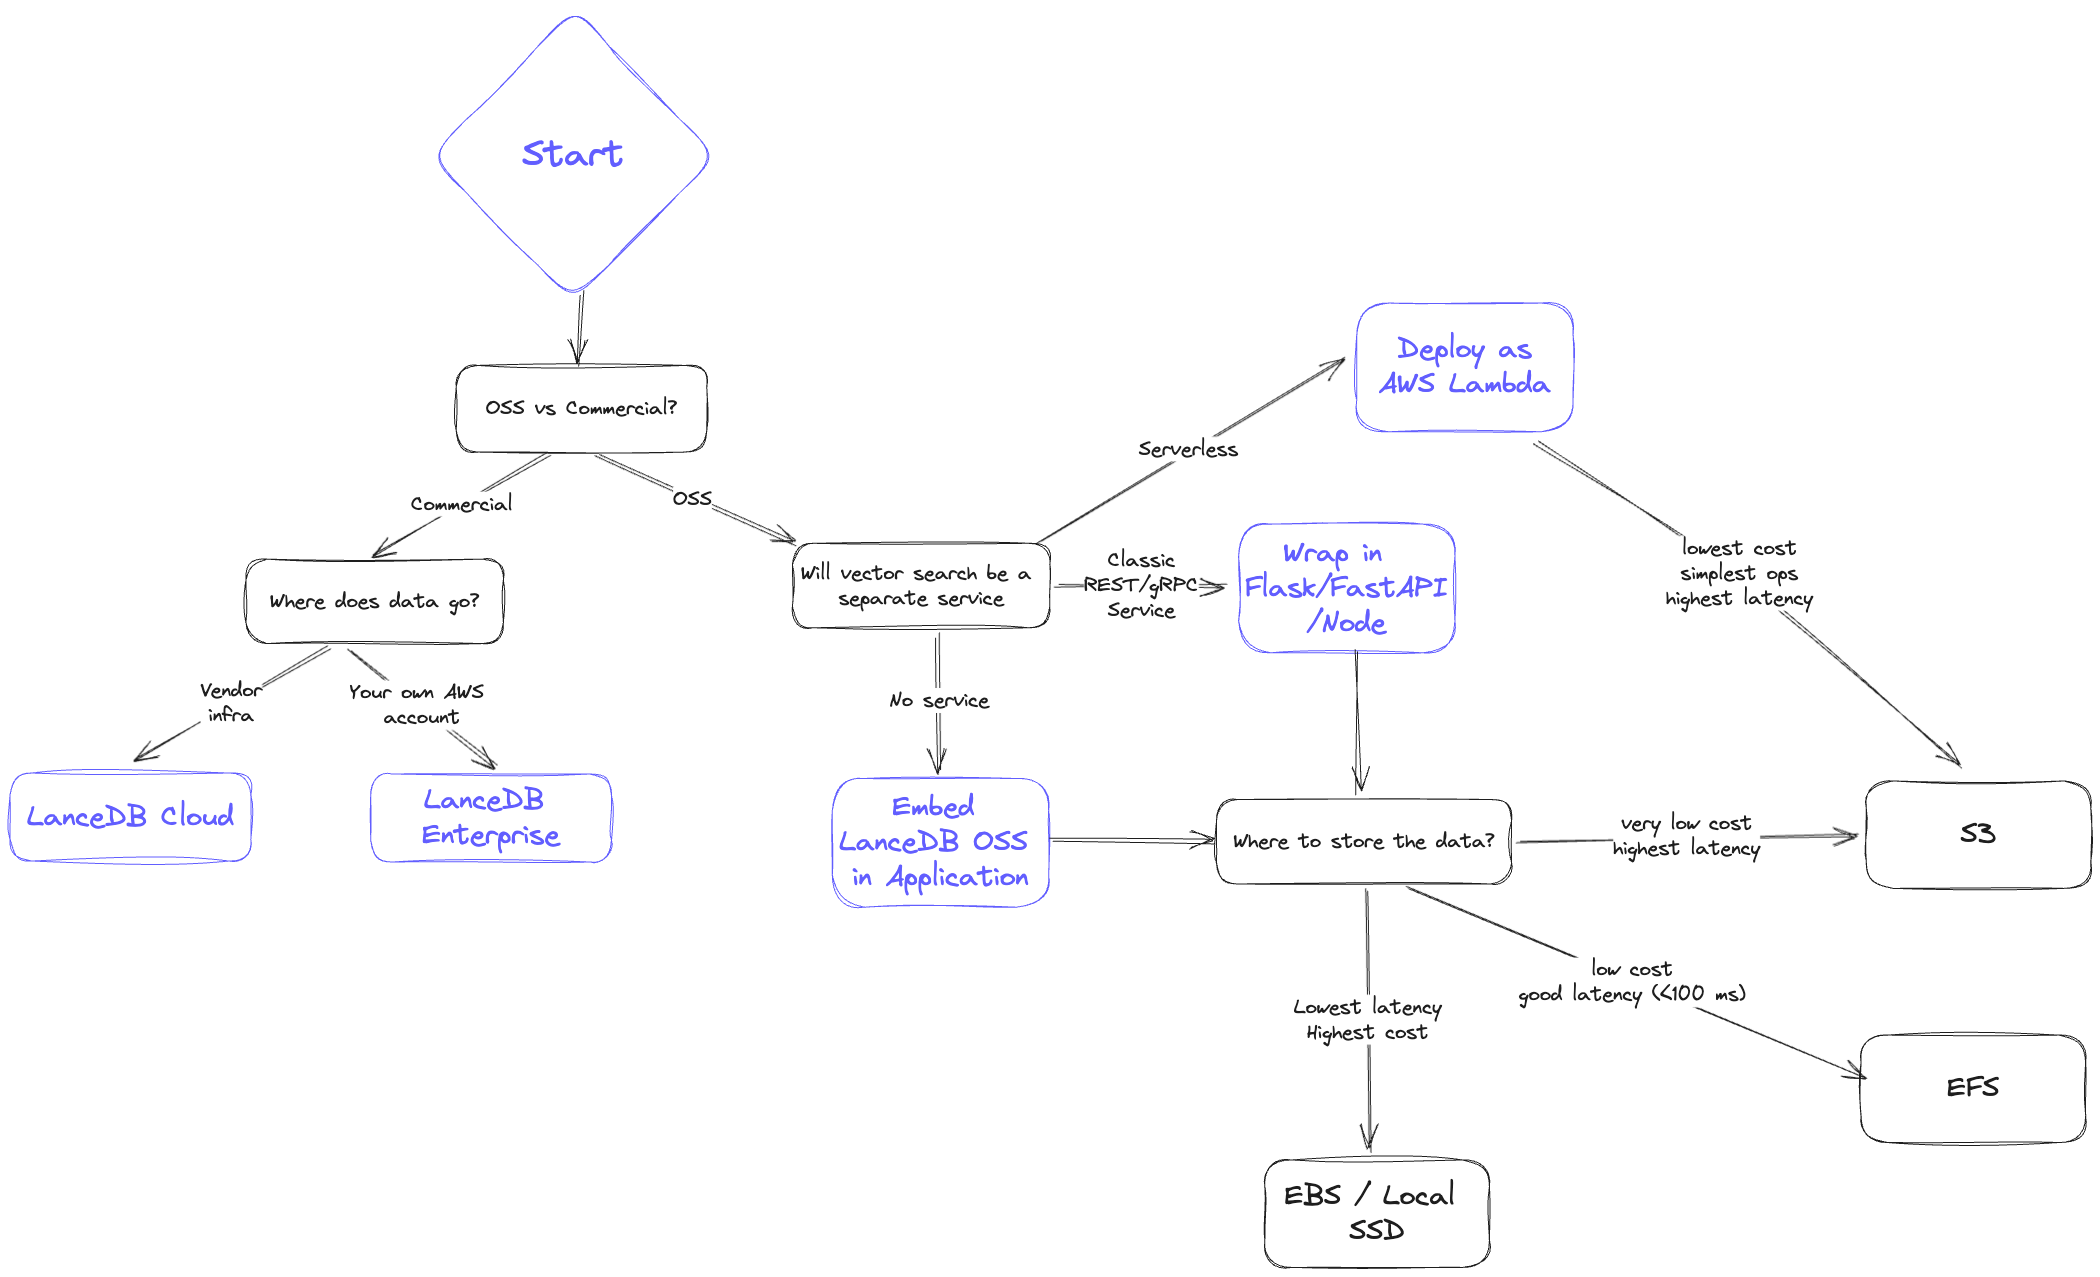 Start
OSS vs Commercial?
Commercial
OSS
Where does data go?
Vendor
infra
Your own AWS
account
LanceDB Cloud
LanceDB
Enterprise
Will vector search be a
separate service
Serverless
Deploy as
AWS Lambda
lowest cost
simplest ops
highest latency
Classic
REST/gRPC
Service
Wrap in
Flask/FastAPI
/Node
No service
Embed
LanceDB OSS
in Application
Where to store the data?
very low cost
highest latency
S3
low cost
good latency (<100 ms)
EFS
Lowest latency
Highest cost
EBS / Local
SSD